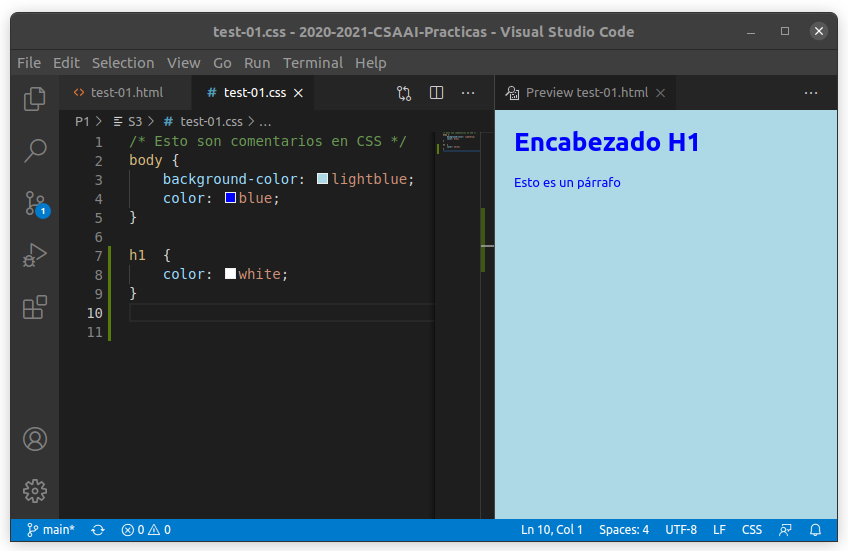 test-01.css - 2020-2021-CSAAI-Practicas - Visual Studio Code
File Edit Selection View Go Run Terminal Help
<> test-01.html # test-01.css ×
P1 > S3 > # test-01.css > ...
1 /* Esto son comentarios en CSS */
2 body {
3 background-color: lightblue;
4 color: blue;
5 }
6
7 h1 {
8 color: white;
9 }
10
11
Preview test-01.html ×
Encabezado H1
Esto es un párrafo
1
main* 0 0 Ln 10, Col 1 Spaces: 4 UTF-8 LF CSS